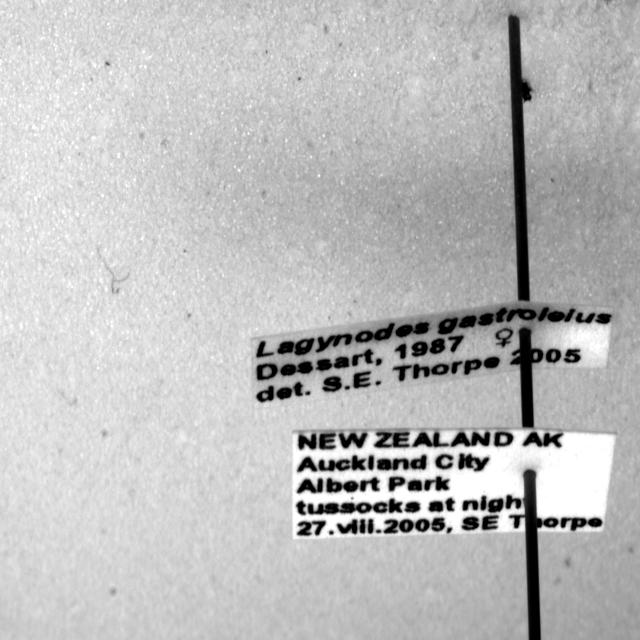 Lagynodes gastroleius
Dessart, 1987 ♀
det. S.E. Thorpe 2005
NEW ZEALAND AK
Auckland City
Albert Park
tussocks at night
27.viii.2005, SE Thorpe